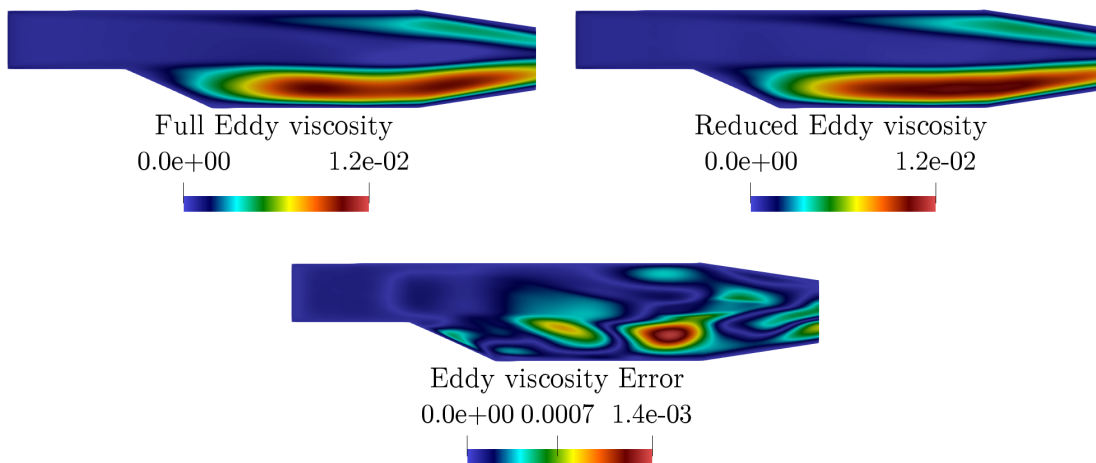 Full Eddy viscosity
0.0e+00 1.2e-02
Reduced Eddy viscosity
0.0e+00 1.2e-02
Eddy viscosity Error
0.0e+00 0.0007 1.4e-03